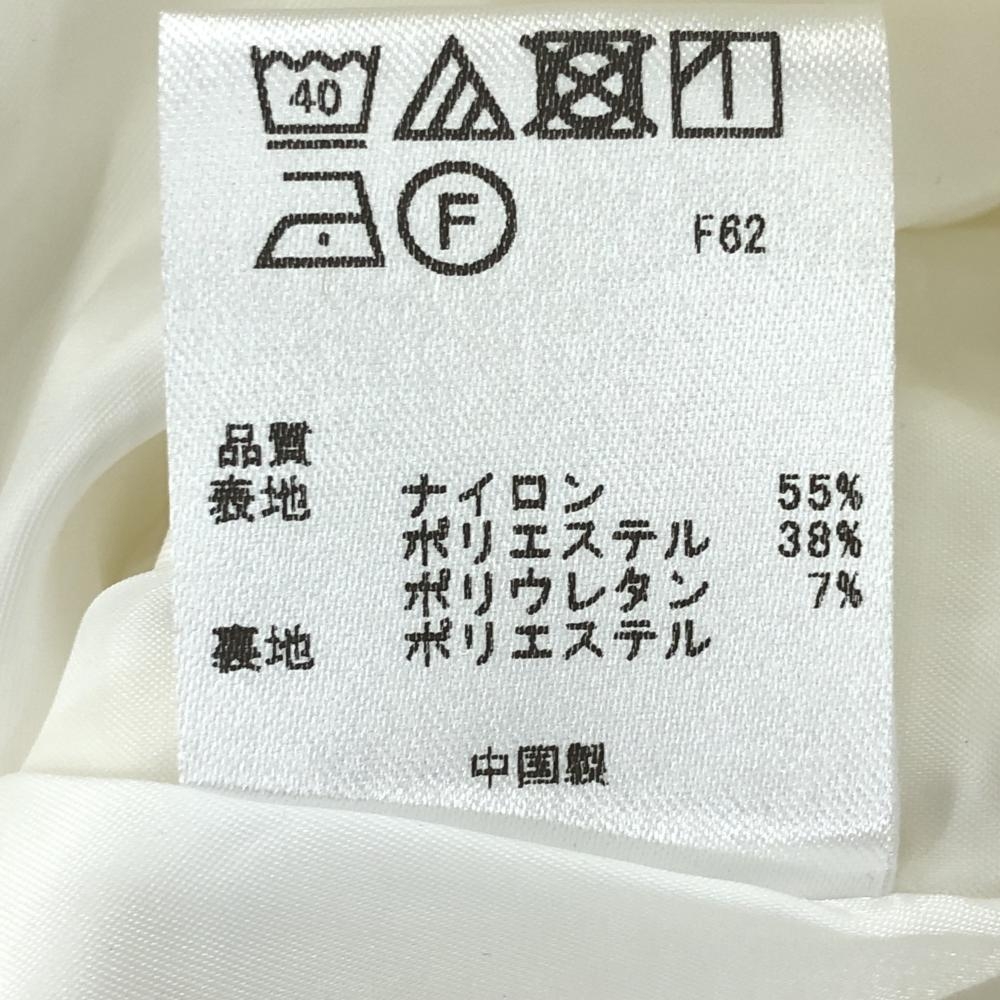 40
F
F62
品質
表地 ナイロン 55%
ポリエステル 38%
ポリウレタン 7%
裏地 ポリエステル
中国製